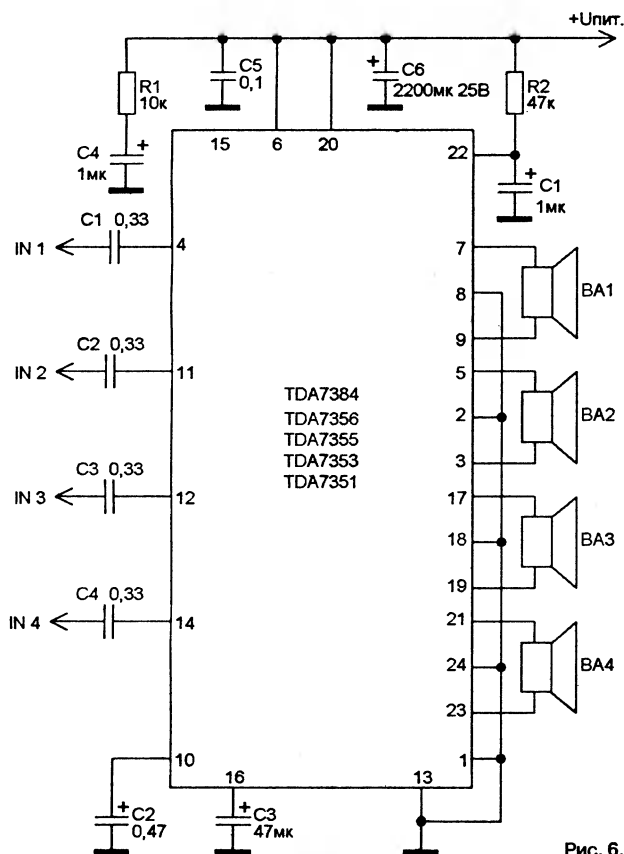 +Uпит.
R1
10к
C5
0,1
C6
2200мк 25В
R2
47к
15
6
20
22
C4
1мк
C1
1мк
C1 0,33
IN 1
4
7
8
BA1
9
C2 0,33
IN 2
11
5
2
BA2
3
TDA7384
TDA7356
TDA7355
TDA7353
TDA7351
C3 0,33
IN 3
12
17
18
BA3
19
C4 0,33
IN 4
14
21
24
BA4
23
10
1
16
13
C2
0,47
C3
47мк
Рис. 6.